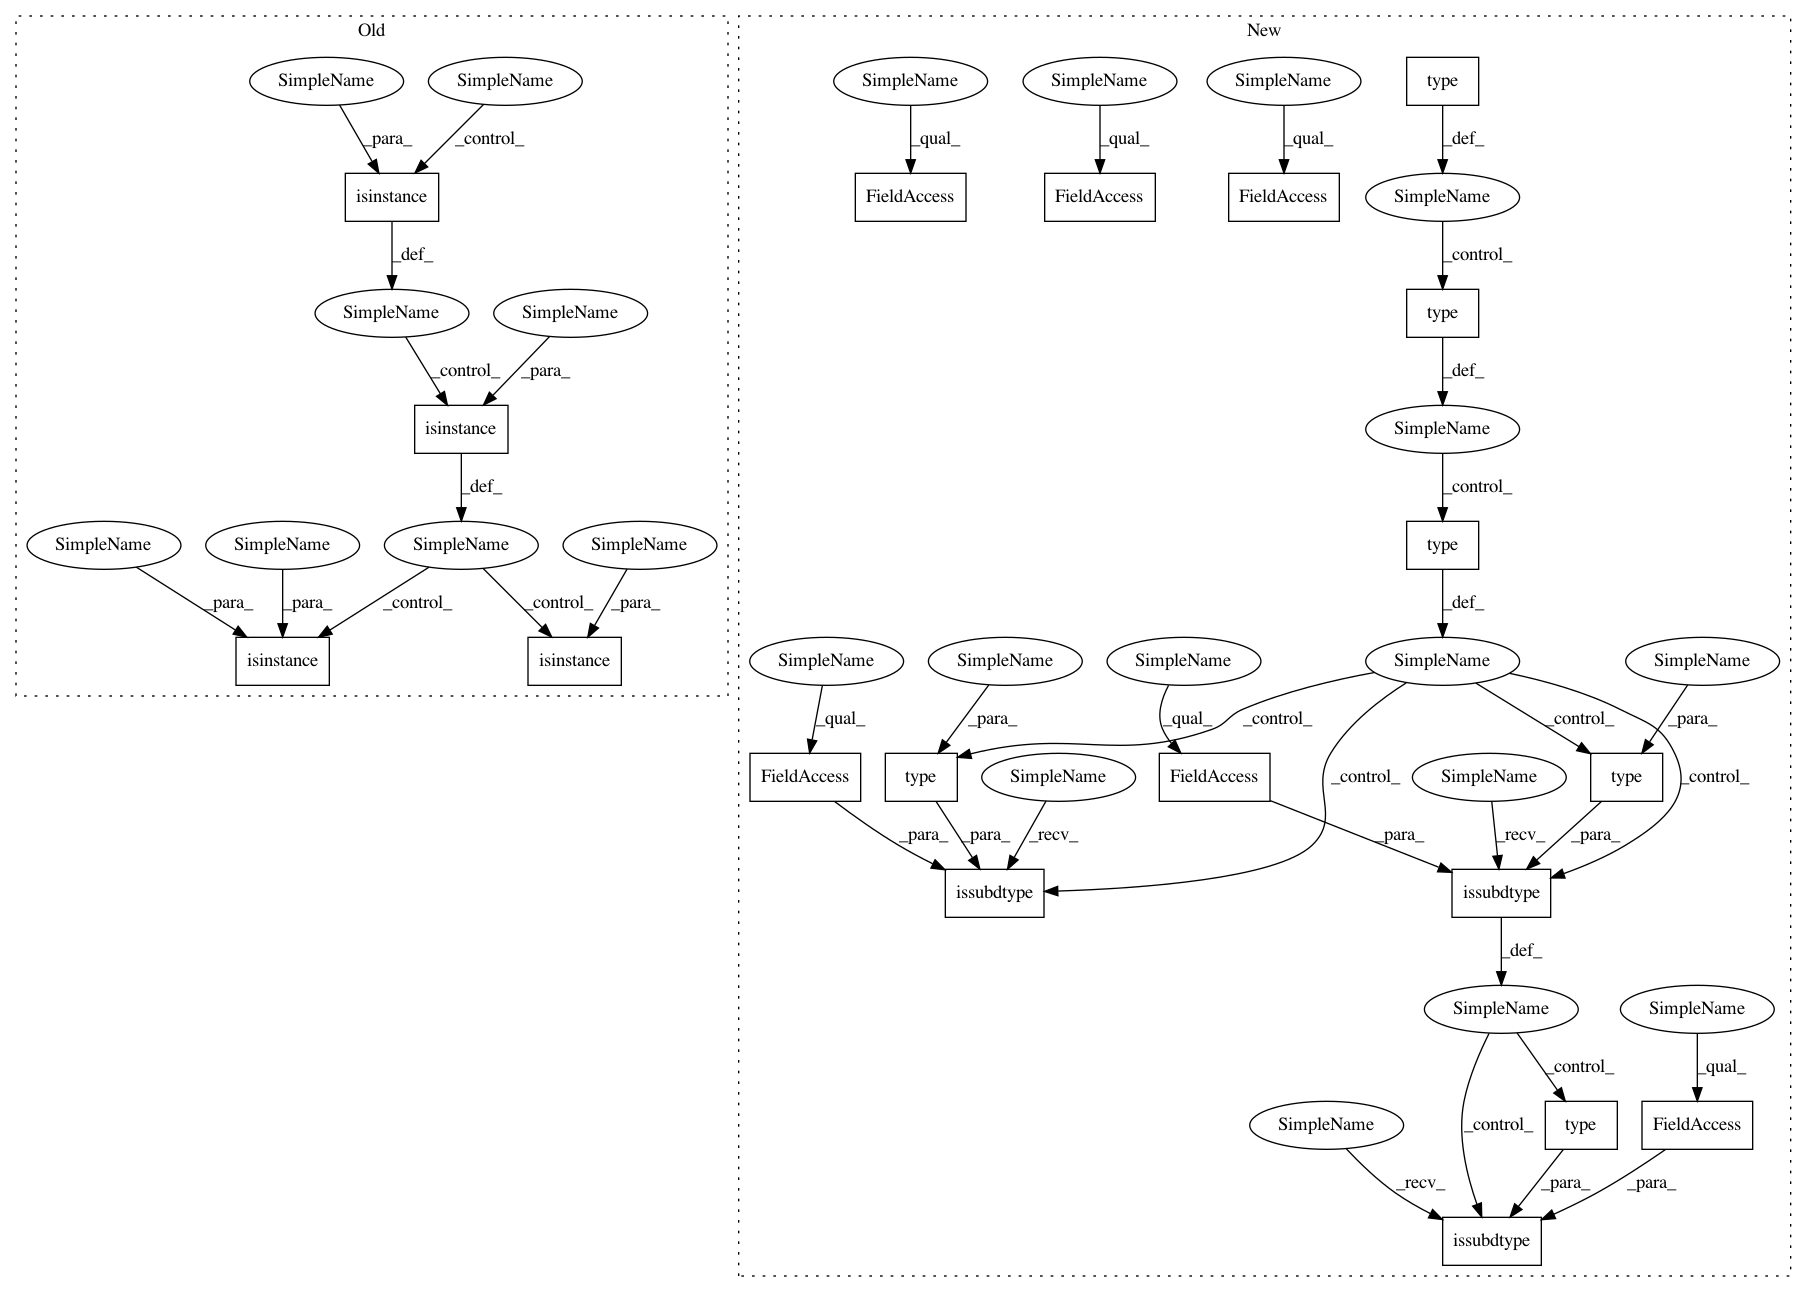 Old
New
SimpleName
SimpleName
SimpleName
SimpleName
SimpleName
type
_para_
_control_
_qual_
_qual_
_qual_
_def_
isinstance
FieldAccess
FieldAccess
FieldAccess
SimpleName
_def_
_control_
SimpleName
SimpleName
type
_control_
_para_
_def_
isinstance
SimpleName
_def_
_control_
SimpleName
SimpleName
SimpleName
SimpleName
type
_para_
_para_
_control_
_control_
_para_
_def_
isinstance
isinstance
SimpleName
SimpleName
SimpleName
SimpleName
SimpleName
_qual_
_para_
_qual_
_control_
_control_
_para_
FieldAccess
type
SimpleName
FieldAccess
_control_
SimpleName
type
_control_
_para_
_para_
_recv_
_para_
_recv_
_para_
issubdtype
issubdtype
_def_
SimpleName
SimpleName
_control_
_qual_
SimpleName
_control_
type
FieldAccess
_recv_
_para_
_para_
issubdtype